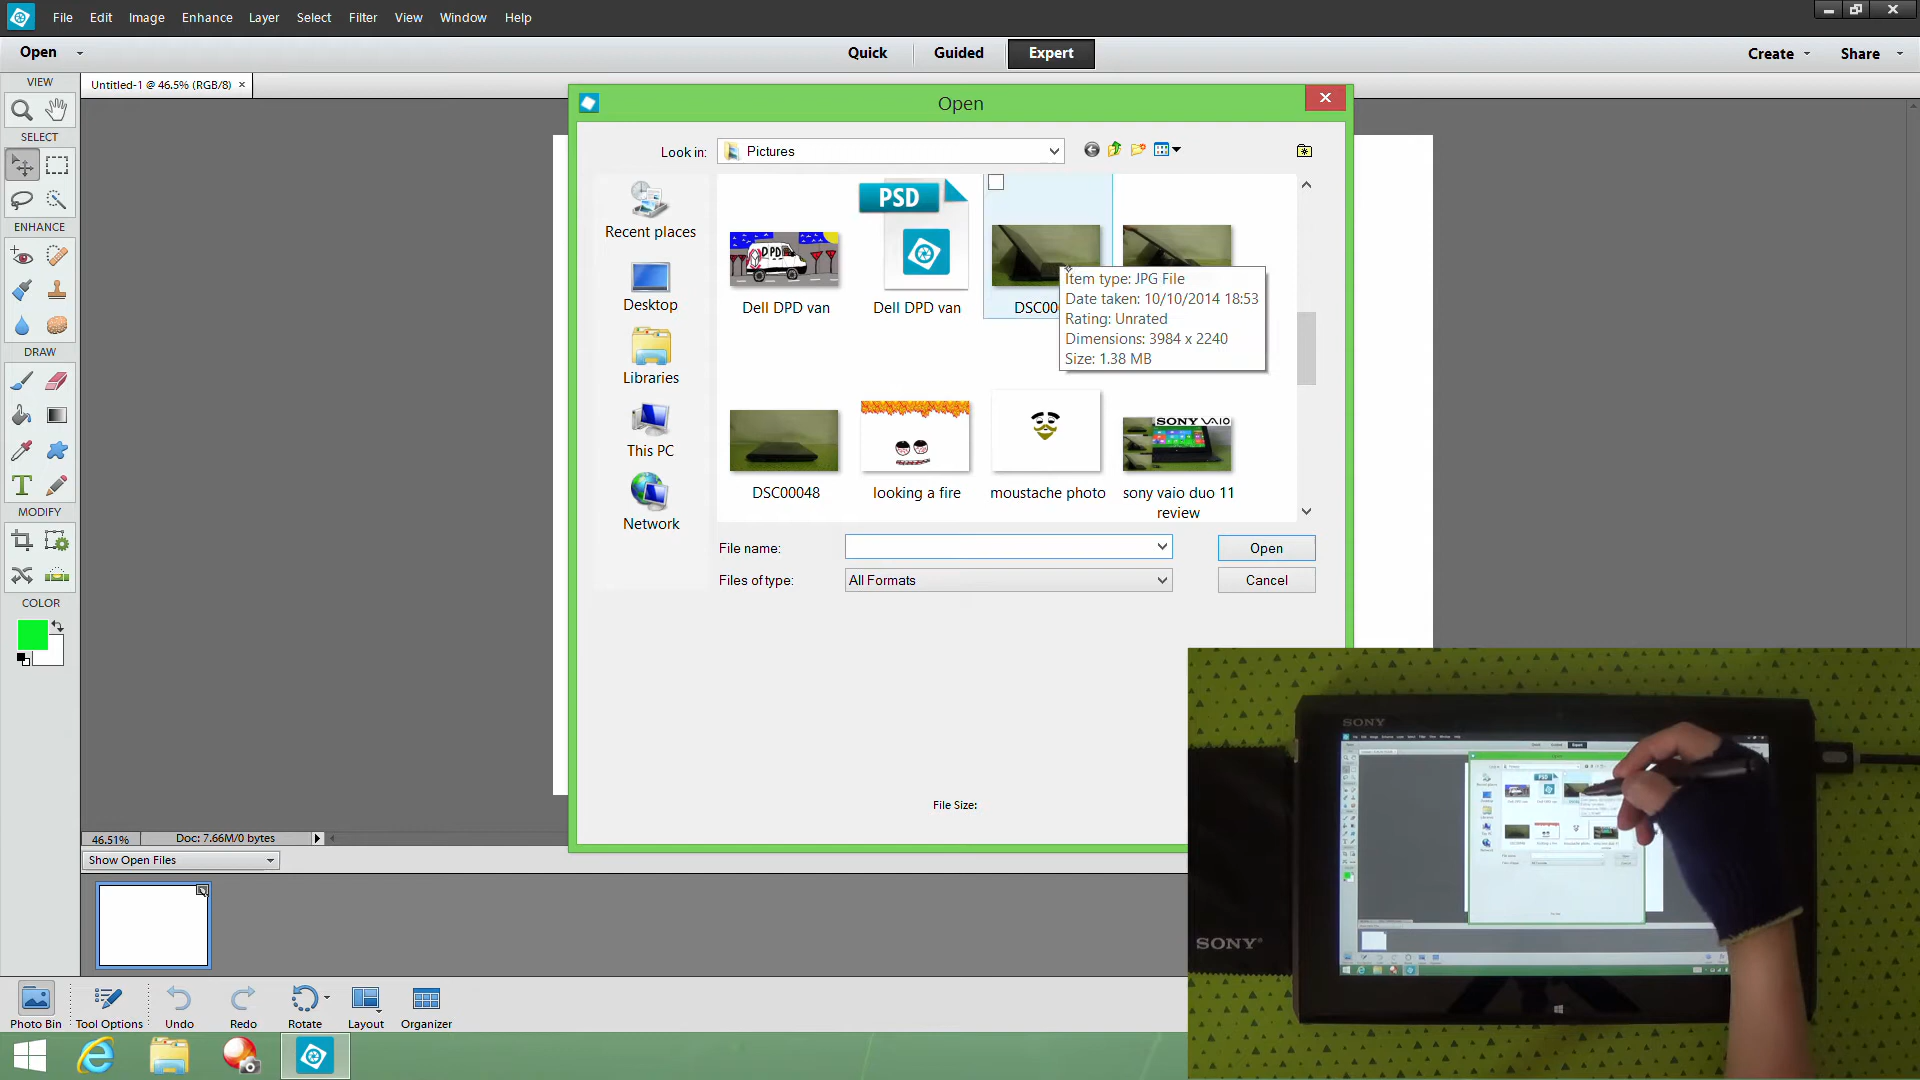 File Edit Image Enhance Layer Select Filter View Window Help
Open Quick Guided Expert Create Share
Untitled-1 @ 46.5% (RGB/8) ×
VIEW
SELECT
ENHANCE
DRAW
MODIFY
COLOR
Open
Look in: Pictures
Recent places
Desktop
Libraries
This PC
Network
PSD
DPD
Dell DPD van Dell DPD van DSC00
Item type: JPG File
Date taken: 10/10/2014 18:53
Rating: Unrated
Dimensions: 3984 x 2240
Size: 1.38 MB
SONY VAIO
DSC00048 looking a fire moustache photo sony vaio duo 11
review
File name: Open
Files of type: All Formats Cancel
File Size:
46.51% Doc: 7.66M/0 bytes
Show Open Files
Photo Bin Tool Options Undo Redo Rotate Layout Organizer
SONY
SONY